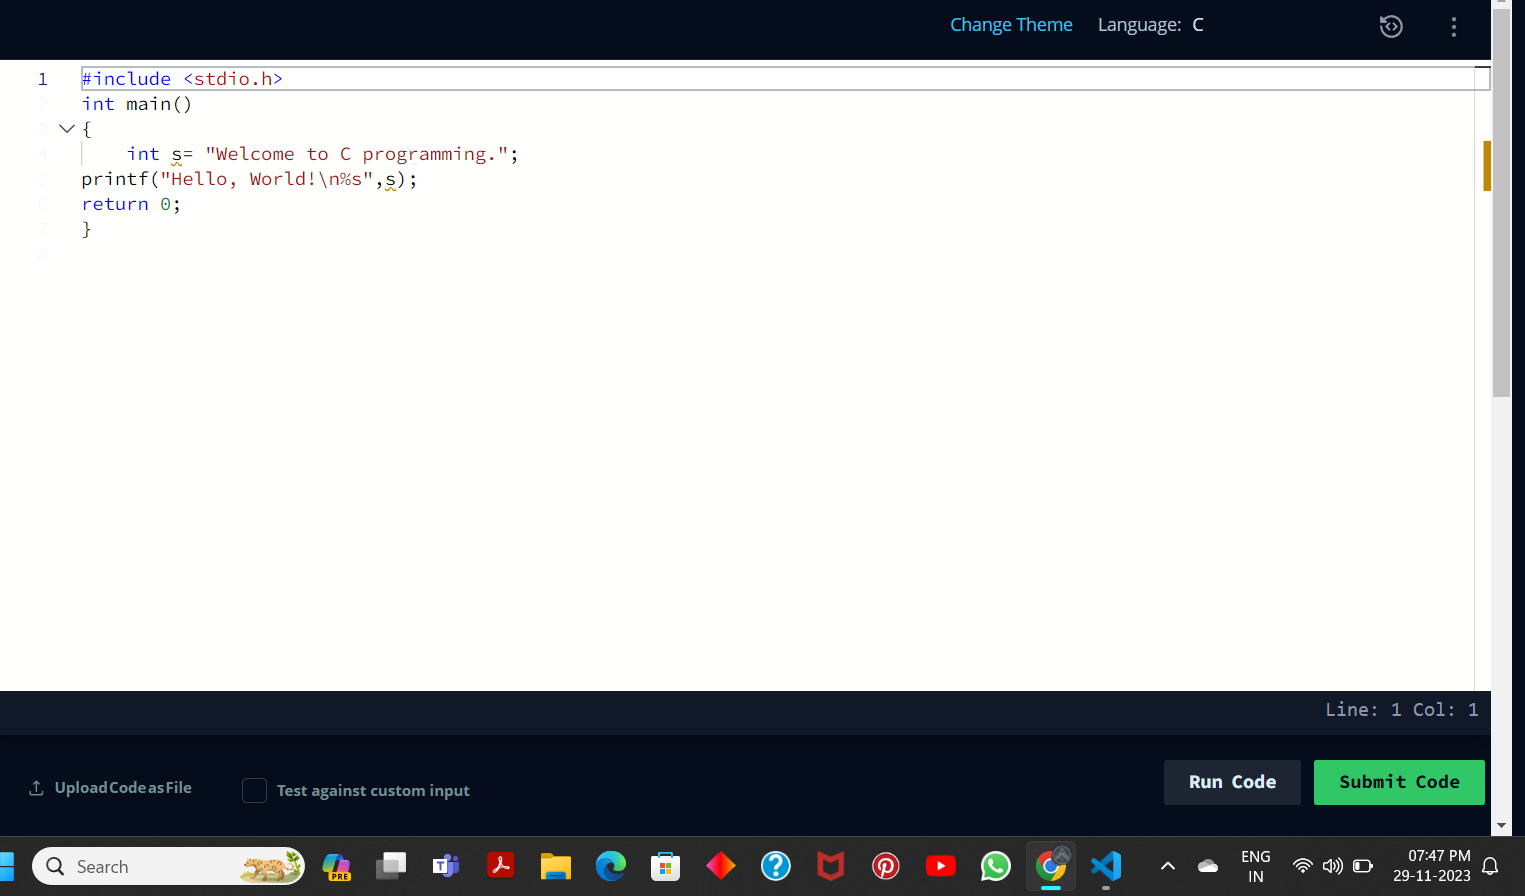 Change Theme Language: C
1 #include <stdio.h>
2 int main()
3 {
4 int s= "Welcome to C programming.";
5 printf("Hello, World!\n%s",s);
6 return 0;
7 }
8
Line: 1 Col: 1
Upload Code as File Test against custom input Run Code Submit Code
Search PRE ENG IN 07:47 PM 29-11-2023